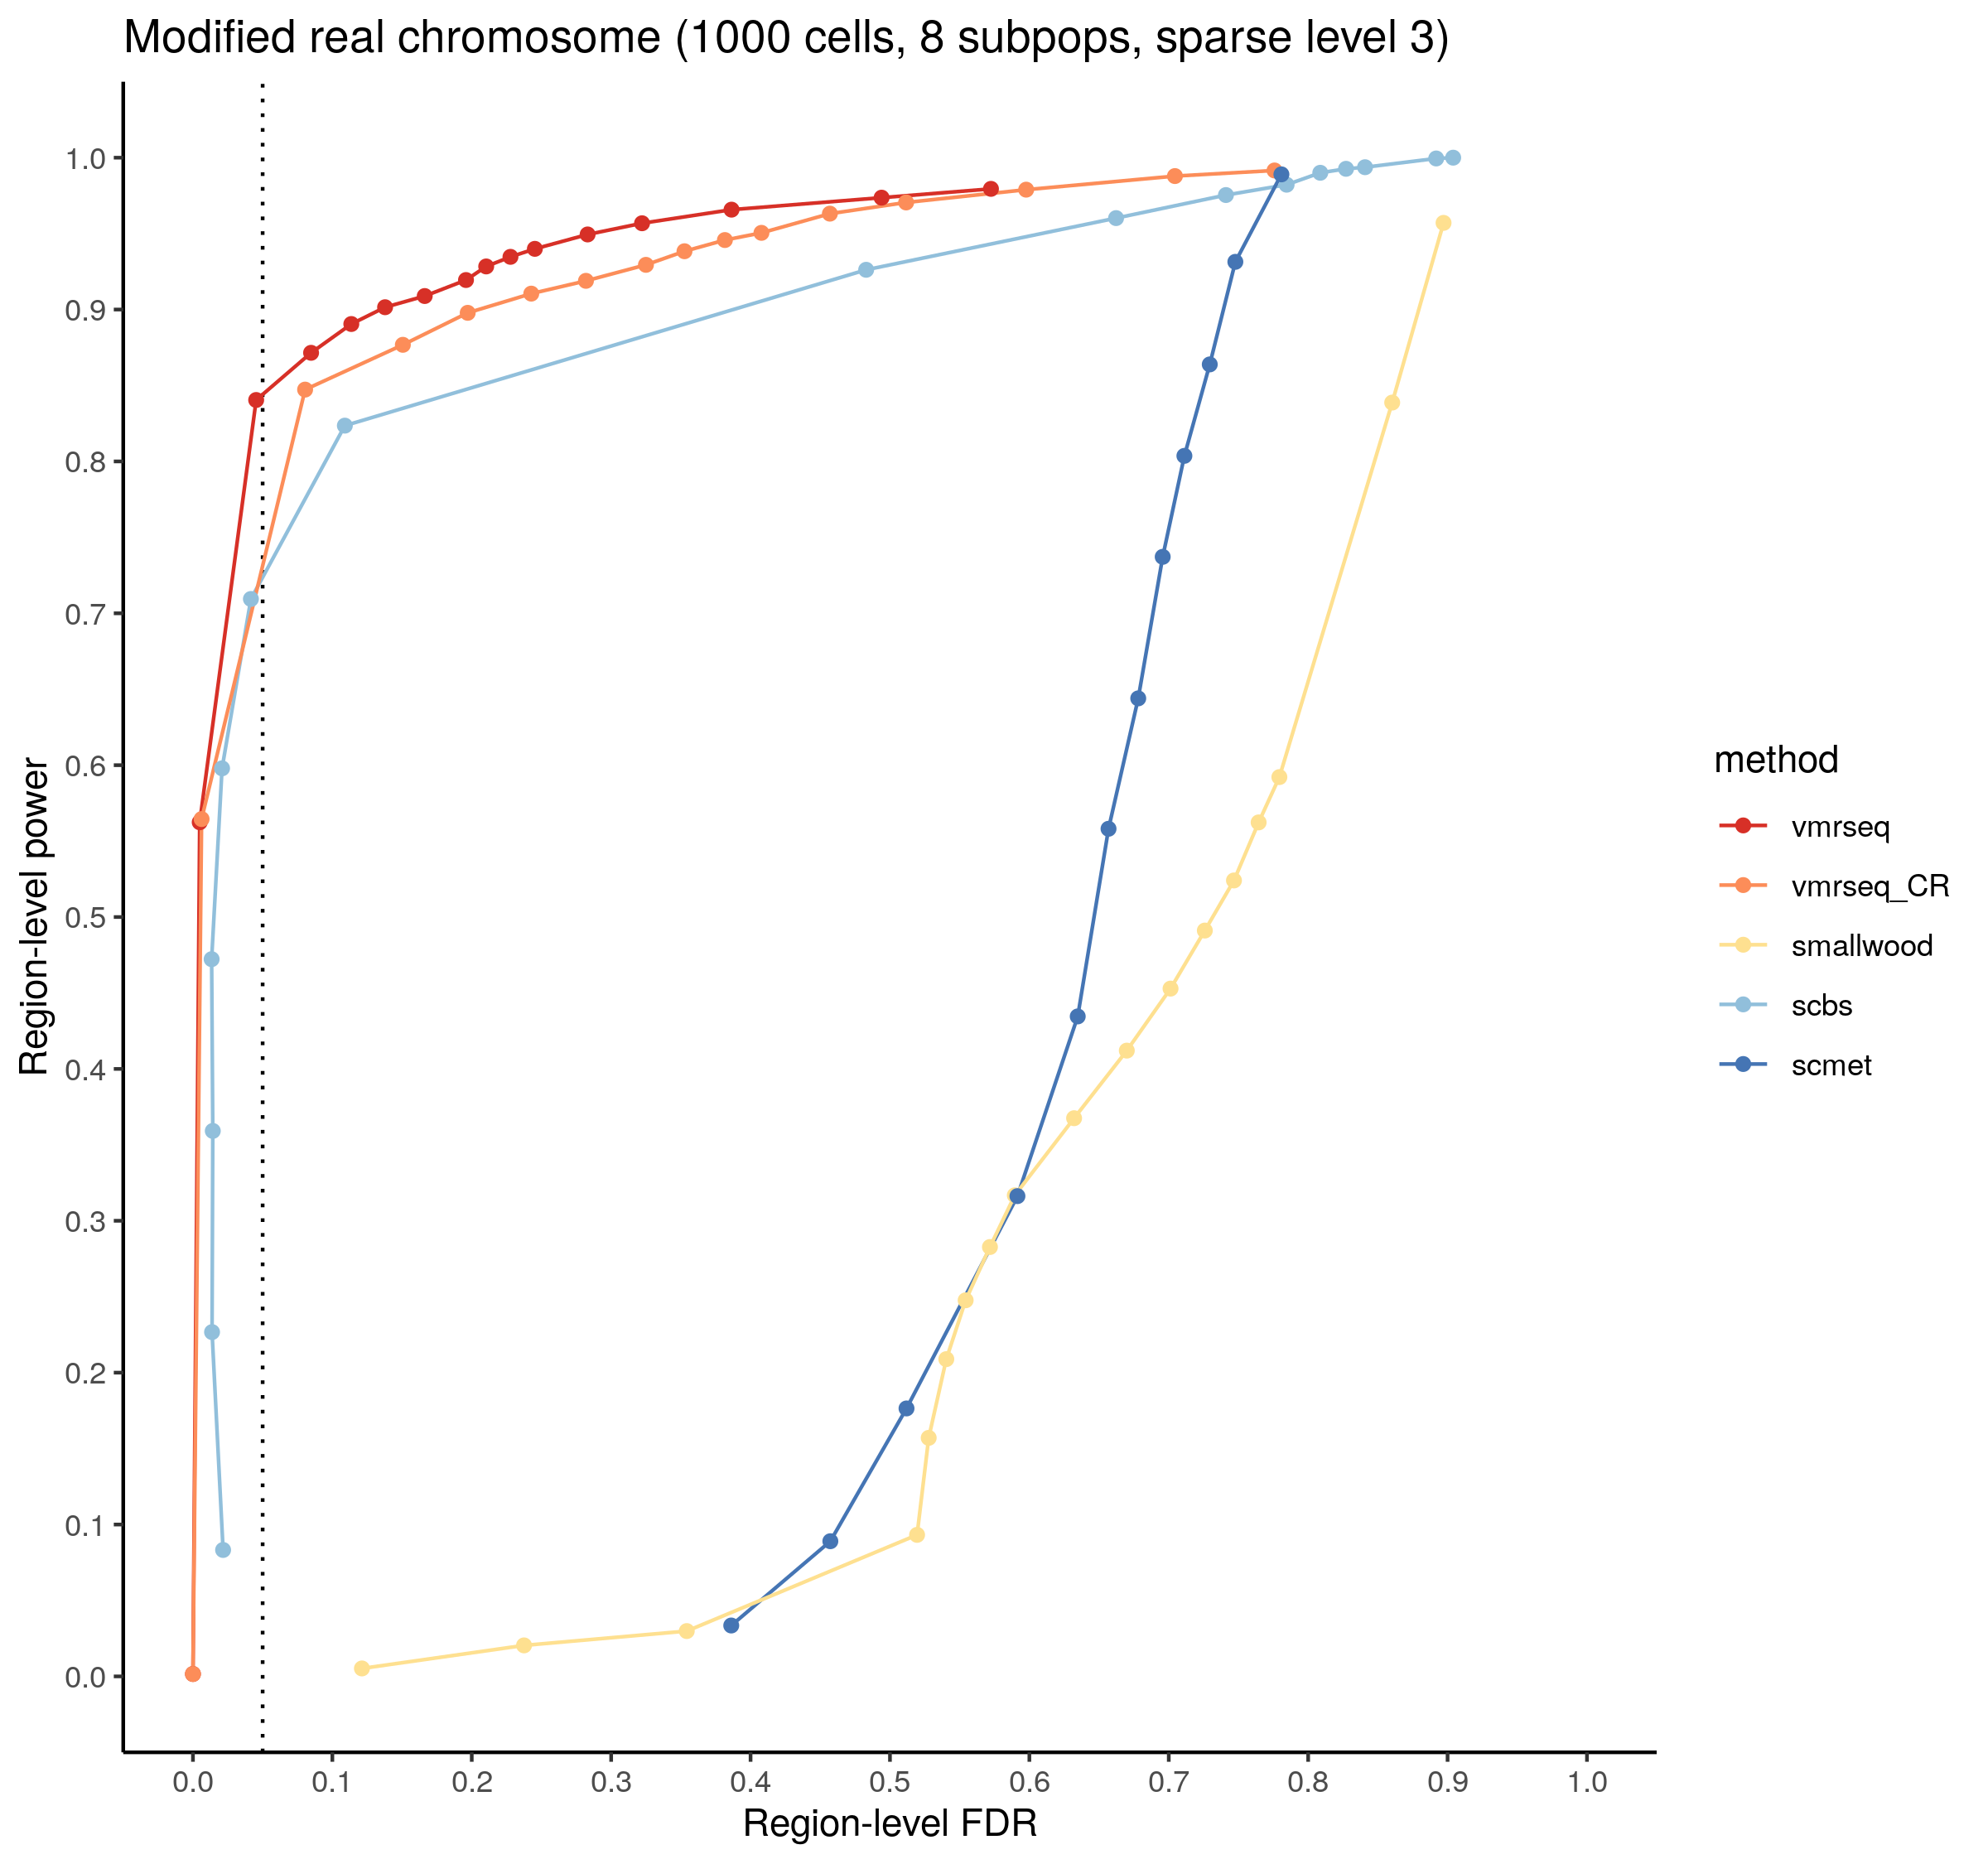 Modified real chromosome (1000 cells, 8 subpops, sparse level 3)
Region-level power
1.0
0.9
0.8
0.7
0.6
0.5
0.4
0.3
0.2
0.1
0.0
0.0 0.1 0.2 0.3 0.4 0.5 0.6 0.7 0.8 0.9 1.0
Region-level FDR
method
vmrseq
vmrseq_CR
smallwood
scbs
scmet